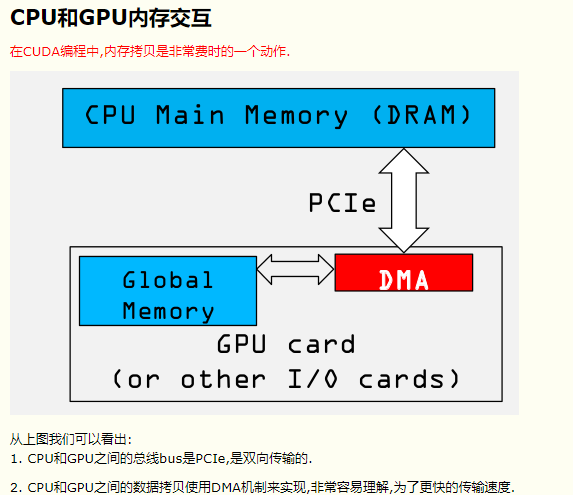 CPU和GPU内存交互
在CUDA编程中,内存拷贝是非常费时的一个动作.
CPU Main Memory (DRAM)
PCIe
Global
Memory
DMA
GPU card
(or other I/O cards)
从上图我们可以看出:
1. CPU和GPU之间的总线bus是PCIe,是双向传输的.
2. CPU和GPU之间的数据拷贝使用DMA机制来实现,非常容易理解,为了更快的传输速度.